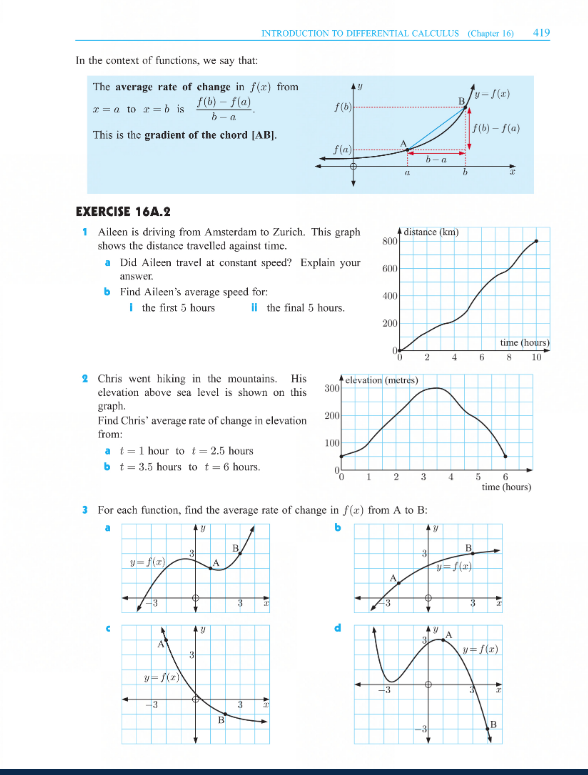 INTRODUCTION TO DIFFERENTIAL CALCULUS (Chapter 16) 419
In the context of functions, we say that:
The average rate of change in f(x) from
x = a to x = b is f(b) − f(a)
b − a .
This is the gradient of the chord [AB].
y
y = f(x)
B
f(b)
f(b) − f(a)
A
f(a)
b − a
a b x
EXERCISE 16A.2
1 Aileen is driving from Amsterdam to Zurich. This graph
shows the distance travelled against time.
a Did Aileen travel at constant speed? Explain your
answer.
b Find Aileen's average speed for:
i the first 5 hours ii the final 5 hours.
distance (km)
800
600
400
200
0
time (hours)
0 2 4 6 8 10
2 Chris went hiking in the mountains. His
elevation above sea level is shown on this
graph.
Find Chris' average rate of change in elevation
from:
a t = 1 hour to t = 2.5 hours
b t = 3.5 hours to t = 6 hours.
elevation (metres)
300
200
100
0
0 1 2 3 4 5 6
time (hours)
3 For each function, find the average rate of change in f(x) from A to B:
a
y
3
B
y = f(x)
A
−3 3 x
b
y
3
B
y = f(x)
A
−3 3 x
c
y
A
3
y = f(x)
−3 3 x
B
d
y
3
A
y = f(x)
−3 3 x
−3
B